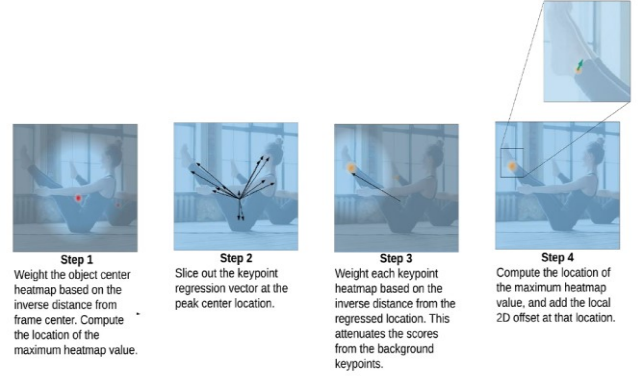 Step 1
Weight the object center
heatmap based on the
inverse distance from
frame center. Compute
the location of the
maximum heatmap value.
Step 2
Slice out the keypoint
regression vector at the
peak center location.
Step 3
Weight each keypoint
heatmap based on the
inverse distance from the
regressed location. This
attenuates the scores
from the background
keypoints.
Step 4
Compute the location of
the maximum heatmap
value, and add the local
2D offset at that location.